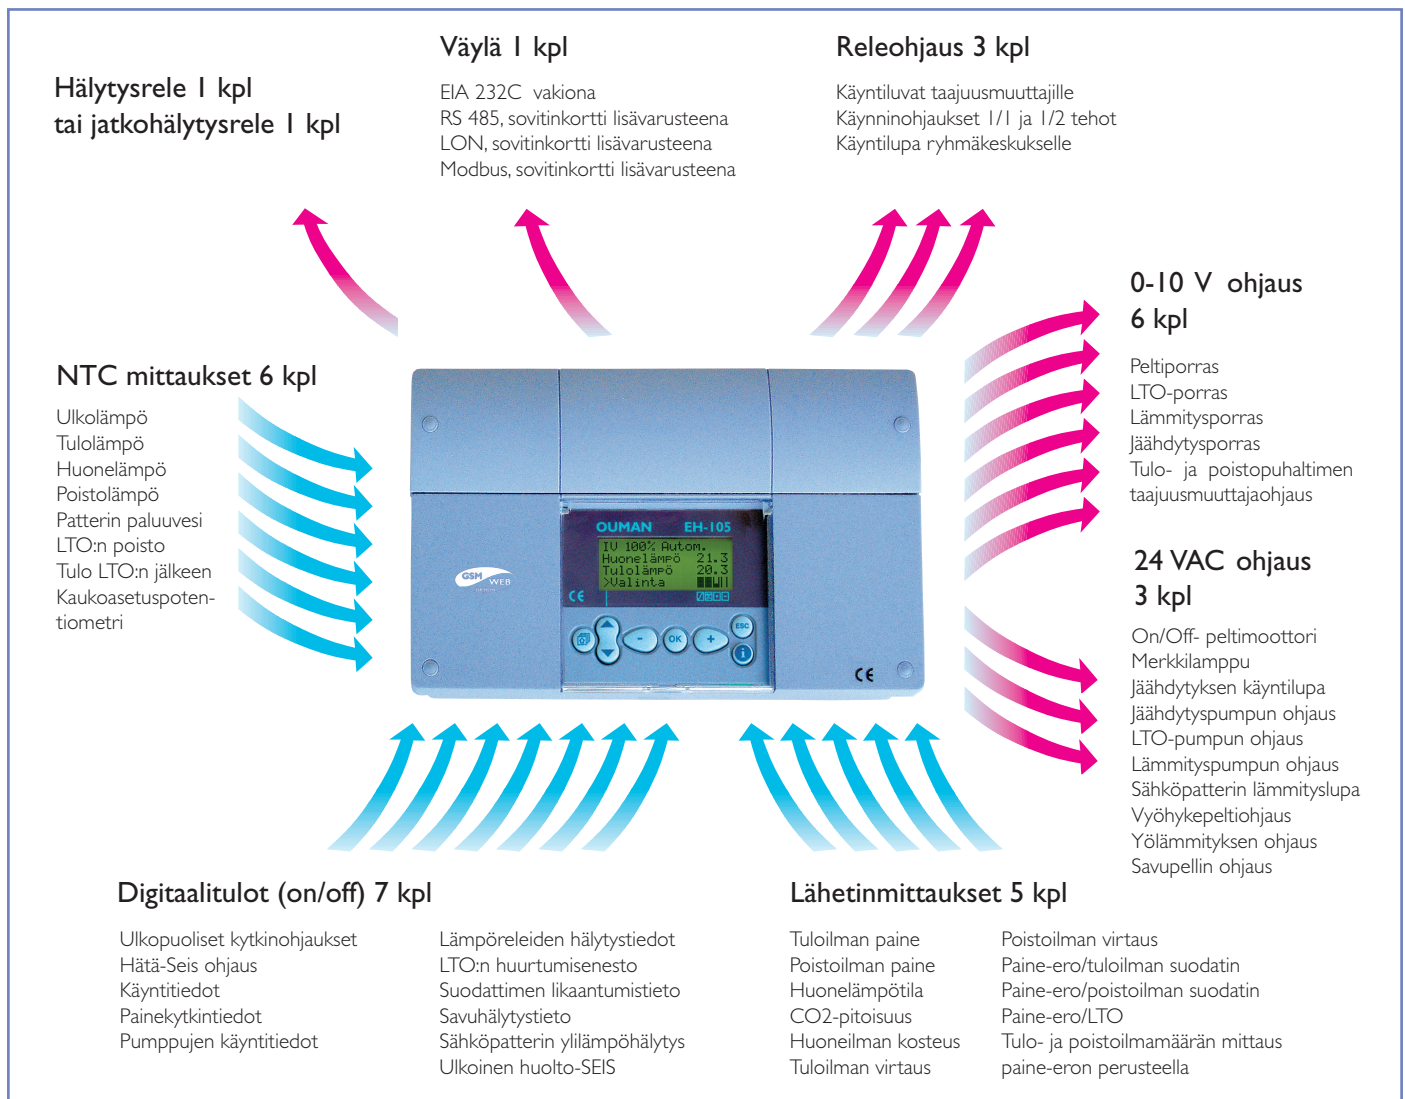 Hälytysrele 1 kpl
tai jatkohälytysrele 1 kpl
Väylä 1 kpl
EIA 232C vakiona
RS 485, sovitinkortti lisävarusteena
LON, sovitinkortti lisävarusteena
Modbus, sovitinkortti lisävarusteena
Releohjaus 3 kpl
Käyntiluvat taajuusmuuttajille
Käynninohjaukset 1/1 ja 1/2 tehot
Käyntilupa ryhmäkeskukselle
NTC mittaukset 6 kpl
Ulkolämpö
Tulolämpö
Huonelämpö
Poistolämpö
Patterin paluuvesi
LTO:n poisto
Tulo LTO:n jälkeen
Kaukoasetuspoten-
tiometri
OUMAN EH-105
IV 100% Autom.
Huonelämpö 21.3
Tulolämpö 20.3
>Valinta
GSM
WEB
CE
ESC
- OK +
i
CE
0-10 V ohjaus
6 kpl
Peltiporras
LTO-porras
Lämmitysporras
Jäähdytysporras
Tulo- ja poistopuhaltimen
taajuusmuuttajaohjaus
24 VAC ohjaus
3 kpl
On/Off- peltimoottori
Merkkilamppu
Jäähdytyksen käyntilupa
Jäähdytyspumpun ohjaus
LTO-pumpun ohjaus
Lämmityspumpun ohjaus
Sähköpatterin lämmityslupa
Vyöhykepeltiohjaus
Yölämmityksen ohjaus
Savupellin ohjaus
Digitaalitulot (on/off) 7 kpl
Ulkopuoliset kytkinohjaukset
Hätä-Seis ohjaus
Käyntitiedot
Painekytkintiedot
Pumppujen käyntitiedot
Lämpöreleiden hälytystiedot
LTO:n huurtumisenesto
Suodattimen likaantumistieto
Savuhälytystieto
Sähköpatterin ylilämpöhälytys
Ulkoinen huolto-SEIS
Lähetinmittaukset 5 kpl
Tuloilman paine
Poistoilman paine
Huonelämpötila
CO2-pitoisuus
Huoneilman kosteus
Tuloilman virtaus
Poistoilman virtaus
Paine-ero/tuloilman suodatin
Paine-ero/poistoilman suodatin
Paine-ero/LTO
Tulo- ja poistoilmamäärän mittaus
paine-eron perusteella